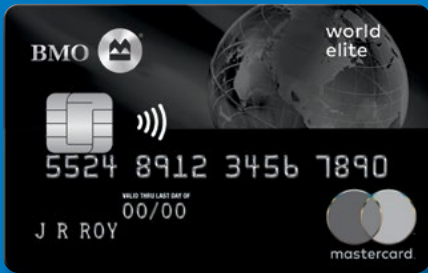 BMO
world
elite
5524 8912 3456 7890
VALID THRU LAST DAY OF
00/00
J R ROY
mastercard.